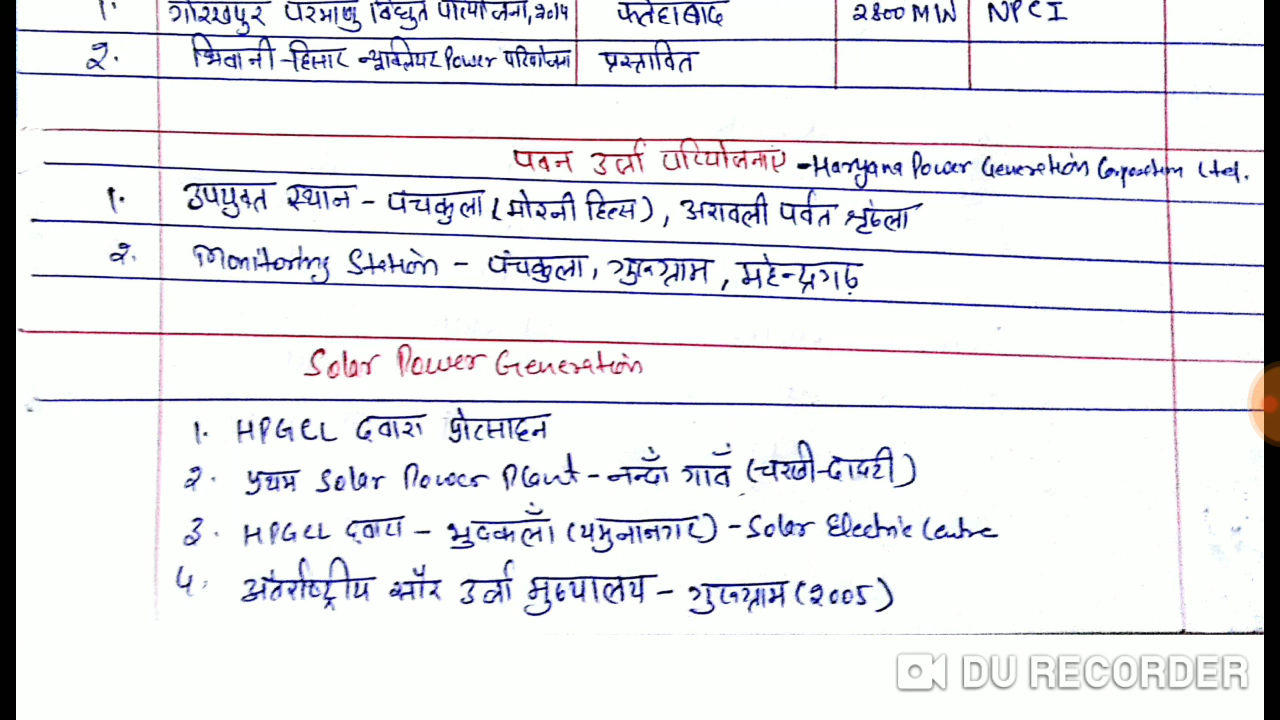 1. गोरखपुर परमाणु विद्युत परियोजना, 2014 फतेहाबाद 2800 MW NPCI
2. भिवानी-हिसार न्यूक्लियर Power परियोजना प्रस्तावित
पवन उर्जा परियोजनाएं - Haryana Power Generation Corporation Ltd.
1. उपयुक्त स्थान - पंचकुला (मोरनी हिल्स), अरावली पर्वत श्रृंखला
2. Monitoring Station - पंचकुला, गुरुग्राम, महेन्द्रगढ़
Solar Power Generation
1. HPGCL द्वारा प्रोत्साहन
2. प्रथम Solar Power Plant - नन्दाँ गावँ (चरखी-दादरी)
3. HPGCL द्वारा - भुदकलाँ (यमुनानगर) - Solar Electric Centre
4. अंतर्राष्ट्रीय सौर उर्जा मुख्यालय - गुरुग्राम (2005)
DU RECORDER